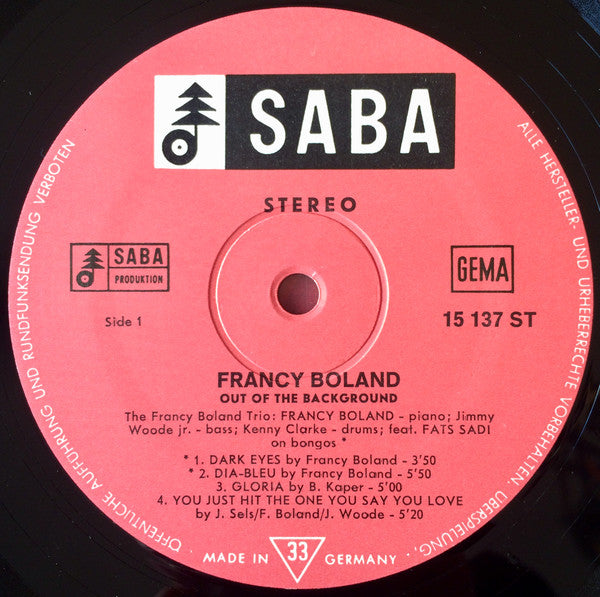 SABA
STEREO
SABA
PRODUKTION
GEMA
Side 1
15 137 ST
FRANCY BOLAND
OUT OF THE BACKGROUND
The Francy Boland Trio: FRANCY BOLAND - piano; Jimmy
Woode jr. - bass; Kenny Clarke - drums; feat. FATS SADI
on bongos *
* 1. DARK EYES by Francy Boland - 3'50
* 2. DIA-BLEU by Francy Boland - 5'50
3. GLORIA by B. Kaper - 5'00
4. YOU JUST HIT THE ONE YOU SAY YOU LOVE
by J. Sels/F. Boland/J. Woode - 5'20
MADE IN 33 GERMANY
ALLE HERSTELLER- UND URHEBERRECHTE VORBEHALTEN, ÜBERSPIELUNG,
ÖFFENTLICHE AUFFÜHRUNG UND RUNDFUNKSENDUNG VERBOTEN